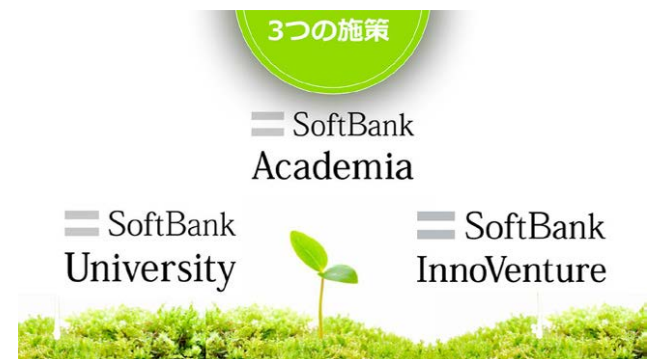 3つの施策
SoftBank
Academia
SoftBank
University
SoftBank
InnoVenture